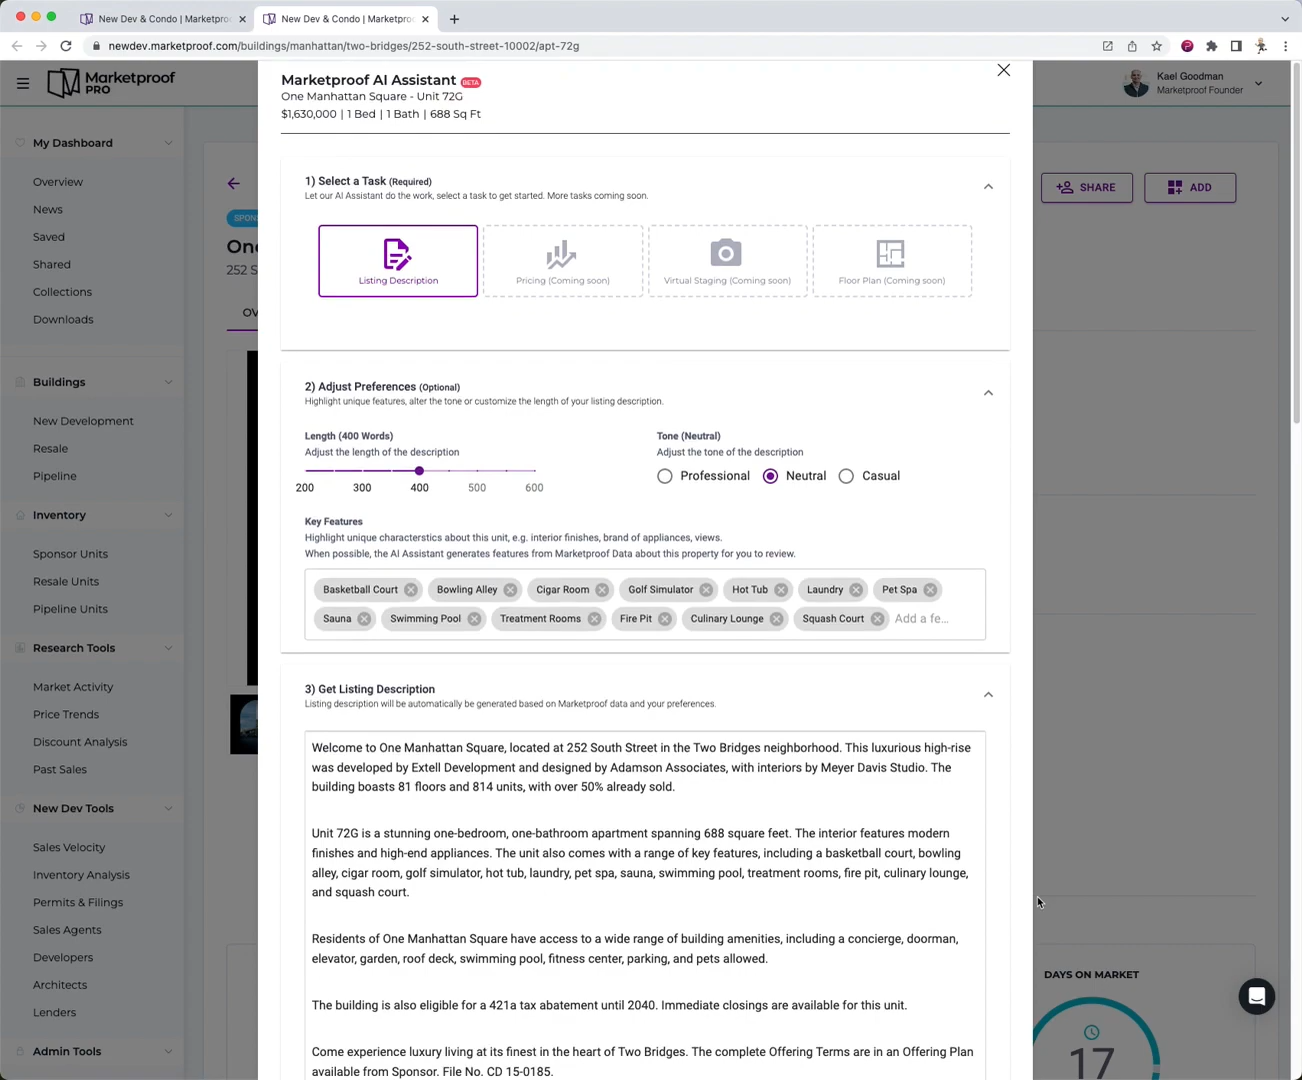 New Dev & Condo | Marketpro
New Dev & Condo | Marketpro
newdev.marketproof.com/buildings/manhattan/two-bridges/252-south-street-10002/apt-72g
Marketproof
PRO
Kael Goodman
Marketproof Founder
My Dashboard
Overview
News
Saved
Shared
Collections
Downloads
Buildings
New Development
Resale
Pipeline
Inventory
Sponsor Units
Resale Units
Pipeline Units
Research Tools
Market Activity
Price Trends
Discount Analysis
Past Sales
New Dev Tools
Sales Velocity
Inventory Analysis
Permits & Filings
Sales Agents
Developers
Architects
Lenders
Admin Tools
SPONS
One
252 S
OV
SHARE
ADD
Marketproof AI Assistant BETA
One Manhattan Square - Unit 72G
$1,630,000 | 1 Bed | 1 Bath | 688 Sq Ft
1) Select a Task (Required)
Let our AI Assistant do the work, select a task to get started. More tasks coming soon.
Listing Description
Pricing (Coming soon)
Virtual Staging (Coming soon)
Floor Plan (Coming soon)
2) Adjust Preferences (Optional)
Highlight unique features, alter the tone or customize the length of your listing description.
Length (400 Words)
Adjust the length of the description
200 300 400 500 600
Tone (Neutral)
Adjust the tone of the description
Professional Neutral Casual
Key Features
Highlight unique characterstics about this unit, e.g. interior finishes, brand of appliances, views.
When possible, the AI Assistant generates features from Marketproof Data about this property for you to review.
Basketball Court Bowling Alley Cigar Room Golf Simulator Hot Tub Laundry Pet Spa
Sauna Swimming Pool Treatment Rooms Fire Pit Culinary Lounge Squash Court Add a fe...
3) Get Listing Description
Listing description will be automatically be generated based on Marketproof data and your preferences.
Welcome to One Manhattan Square, located at 252 South Street in the Two Bridges neighborhood. This luxurious high-rise
was developed by Extell Development and designed by Adamson Associates, with interiors by Meyer Davis Studio. The
building boasts 81 floors and 814 units, with over 50% already sold.
Unit 72G is a stunning one-bedroom, one-bathroom apartment spanning 688 square feet. The interior features modern
finishes and high-end appliances. The unit also comes with a range of key features, including a basketball court, bowling
alley, cigar room, golf simulator, hot tub, laundry, pet spa, sauna, swimming pool, treatment rooms, fire pit, culinary lounge,
and squash court.
Residents of One Manhattan Square have access to a wide range of building amenities, including a concierge, doorman,
elevator, garden, roof deck, swimming pool, fitness center, parking, and pets allowed.
The building is also eligible for a 421a tax abatement until 2040. Immediate closings are available for this unit.
Come experience luxury living at its finest in the heart of Two Bridges. The complete Offering Terms are in an Offering Plan
available from Sponsor. File No. CD 15-0185.
DAYS ON MARKET
17